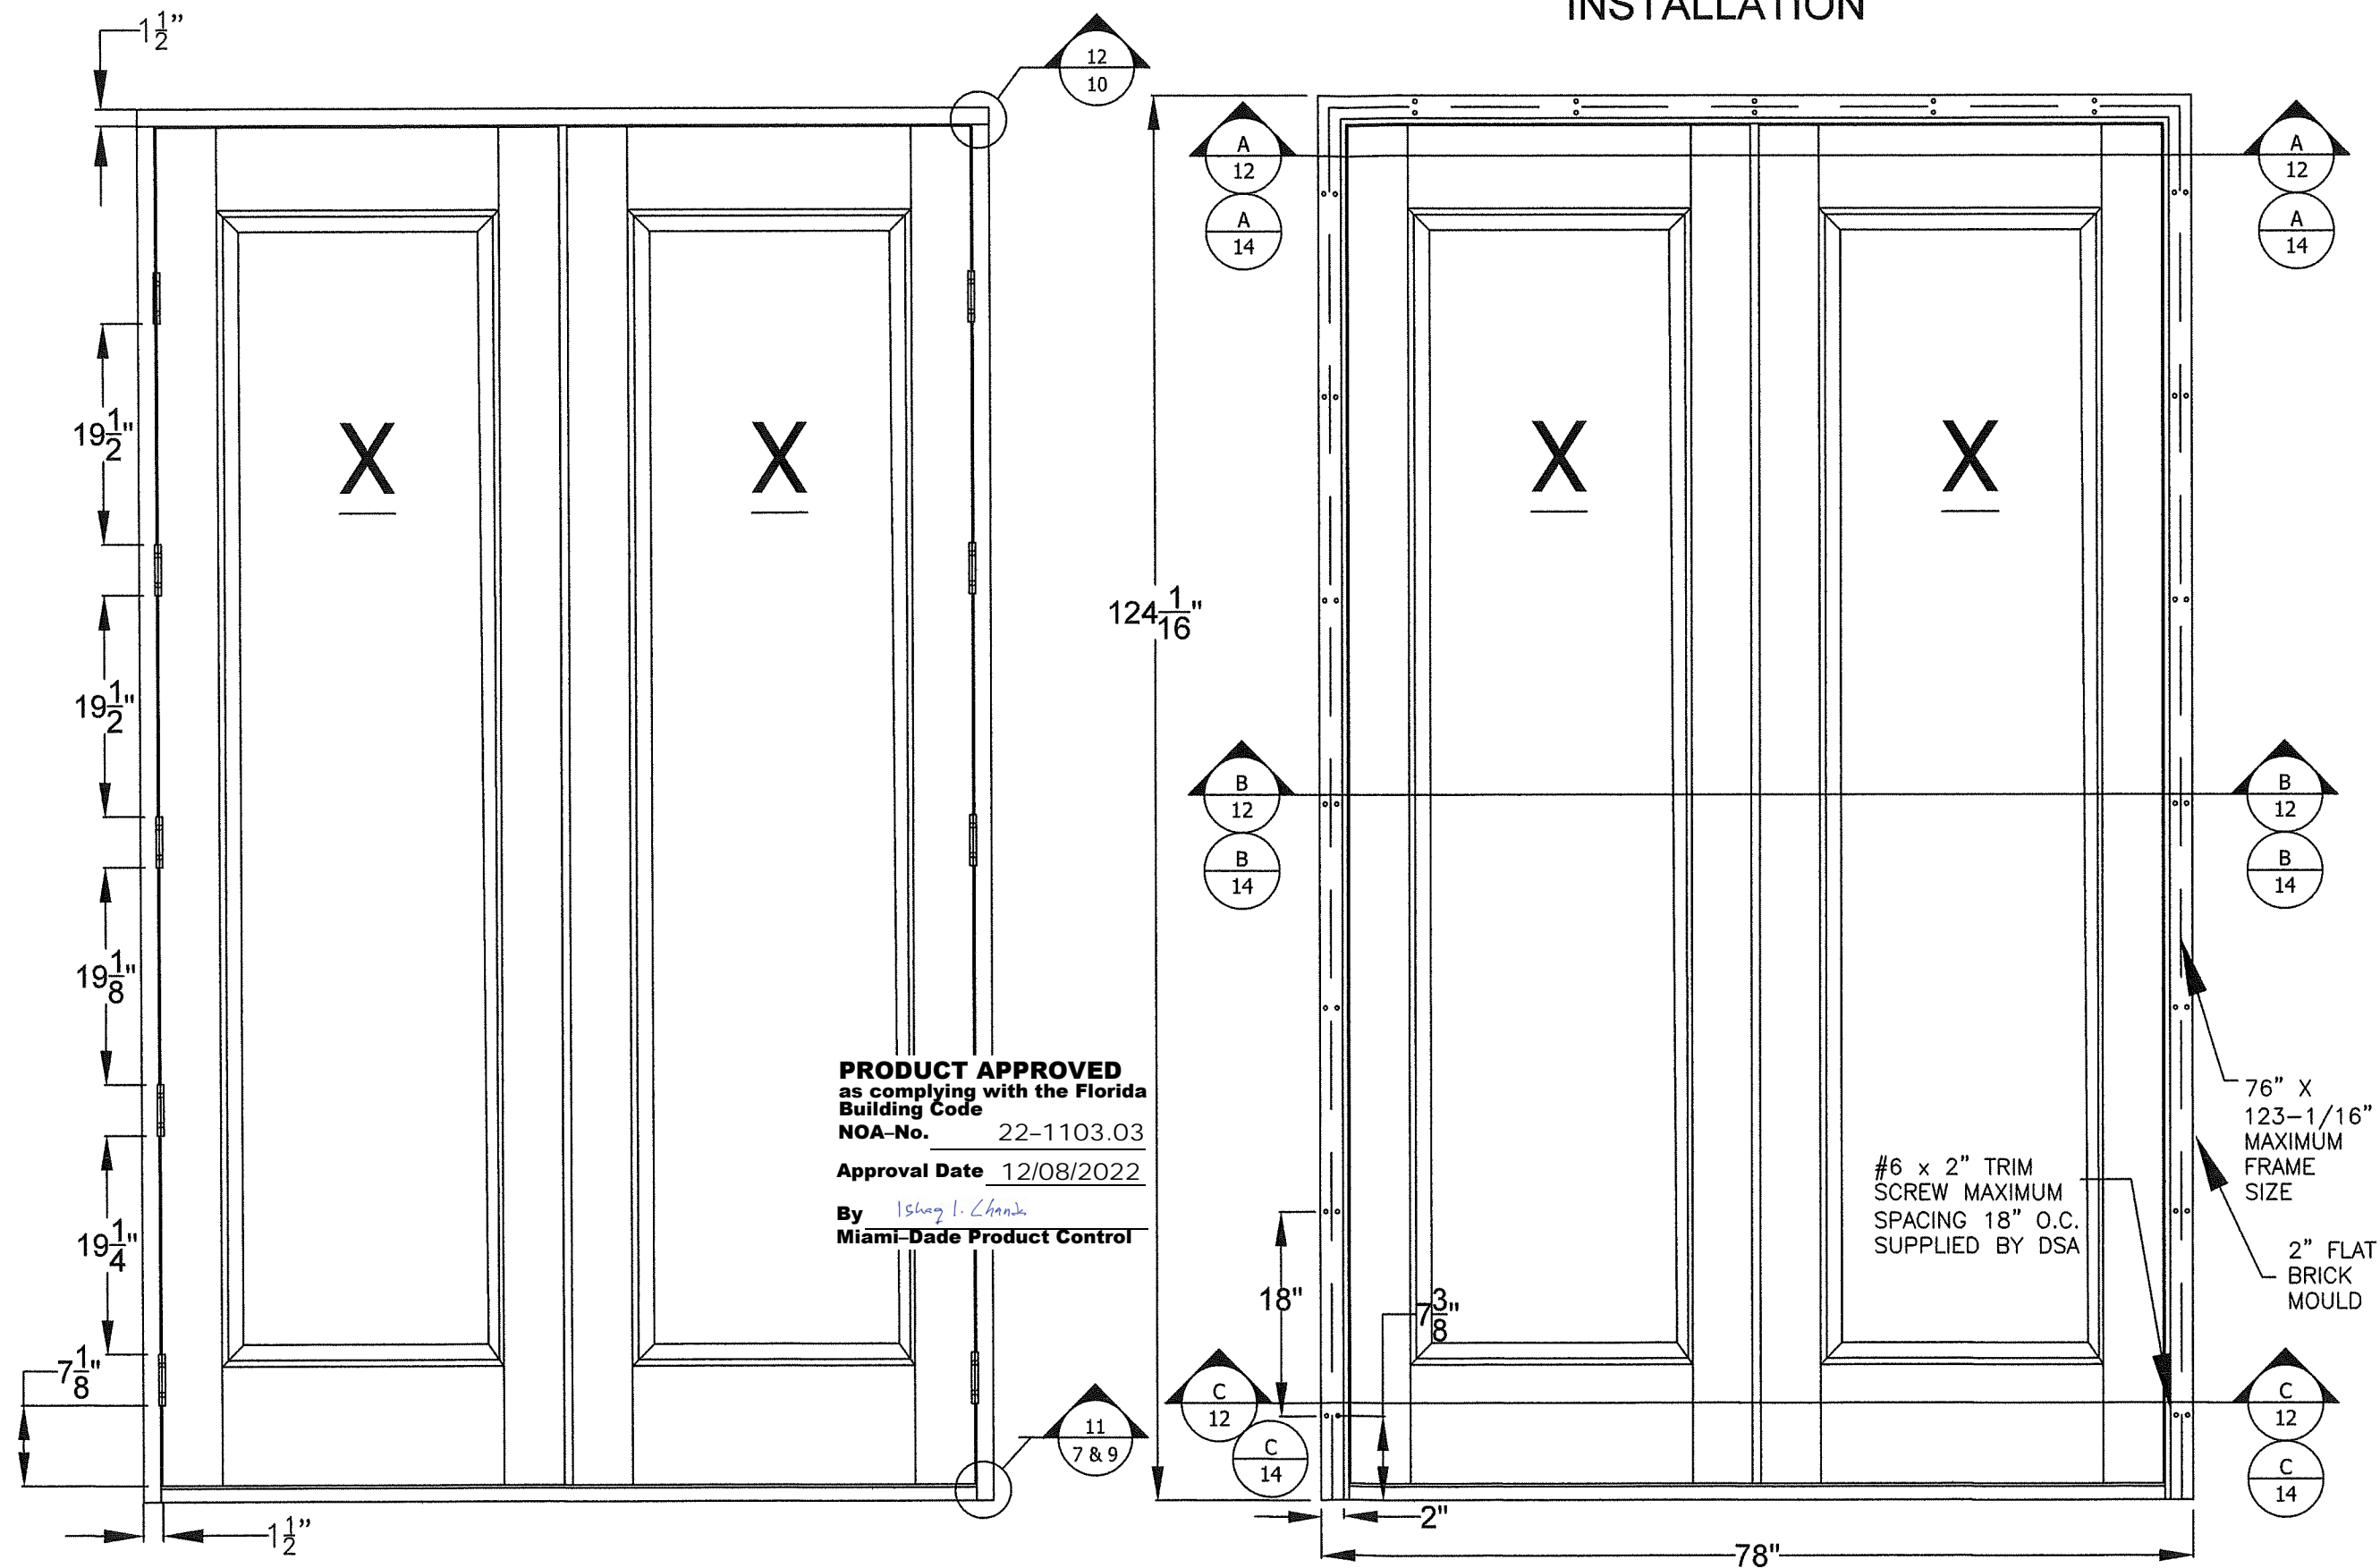 INSTALLATION
1 1/2"
12
10
19 1/2"
19 1/2"
19 1/8"
19 1/4"
7 1/8"
1 1/2"
X
X
11
7 & 9
PRODUCT APPROVED
as complying with the Florida
Building Code
NOA–No. 22–1103.03
Approval Date 12/08/2022
By
Miami–Dade Product Control
124 1/16"
A
12
A
14
B
12
B
14
C
12
C
14
X
X
18"
7 3/8"
2"
78"
#6 x 2" TRIM
SCREW MAXIMUM
SPACING 18" O.C.
SUPPLIED BY DSA
A
12
A
14
B
12
B
14
76" X
123–1/16"
MAXIMUM
FRAME
SIZE
2" FLAT
BRICK
MOULD
C
12
C
14